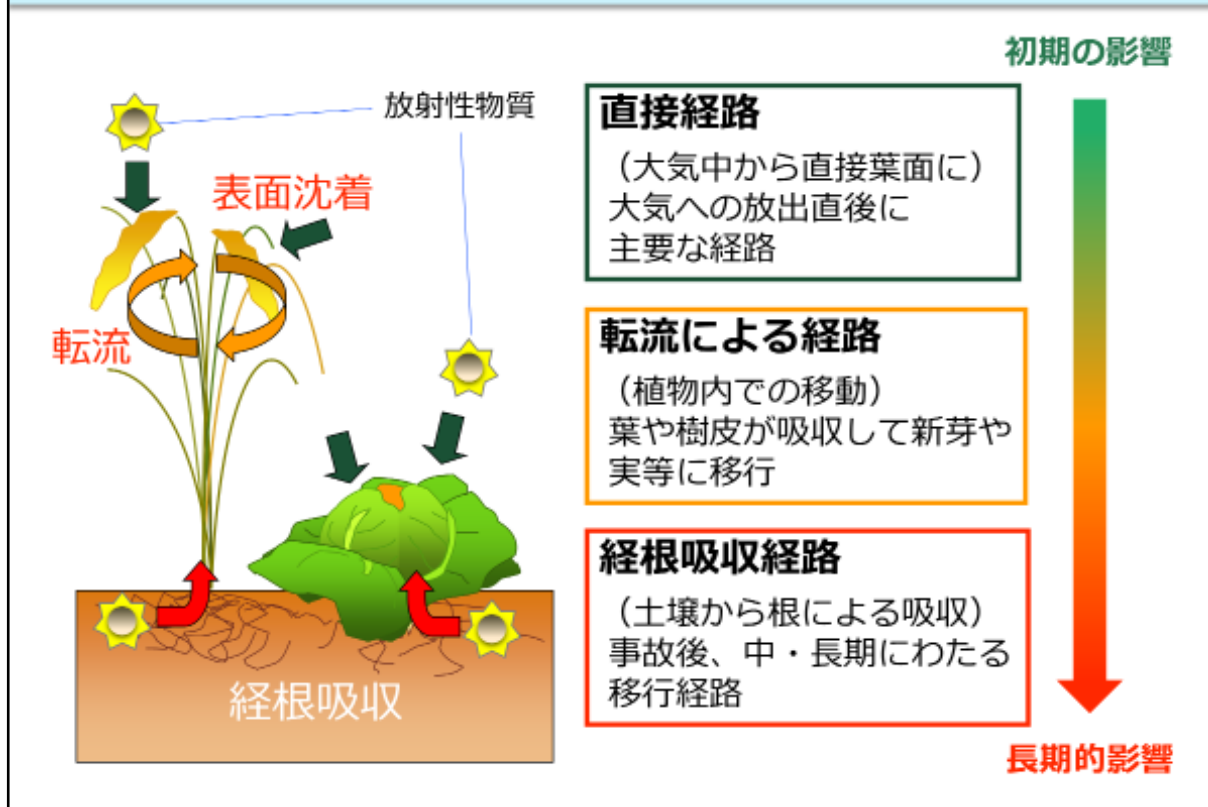 初期の影響
放射性物質
表面沈着
転流
経根吸収
直接経路
（大気中から直接葉面に）
大気への放出直後に
主要な経路
転流による経路
（植物内での移動）
葉や樹皮が吸収して新芽や
実等に移行
経根吸収経路
（土壌から根による吸収）
事故後、中・長期にわたる
移行経路
長期的影響